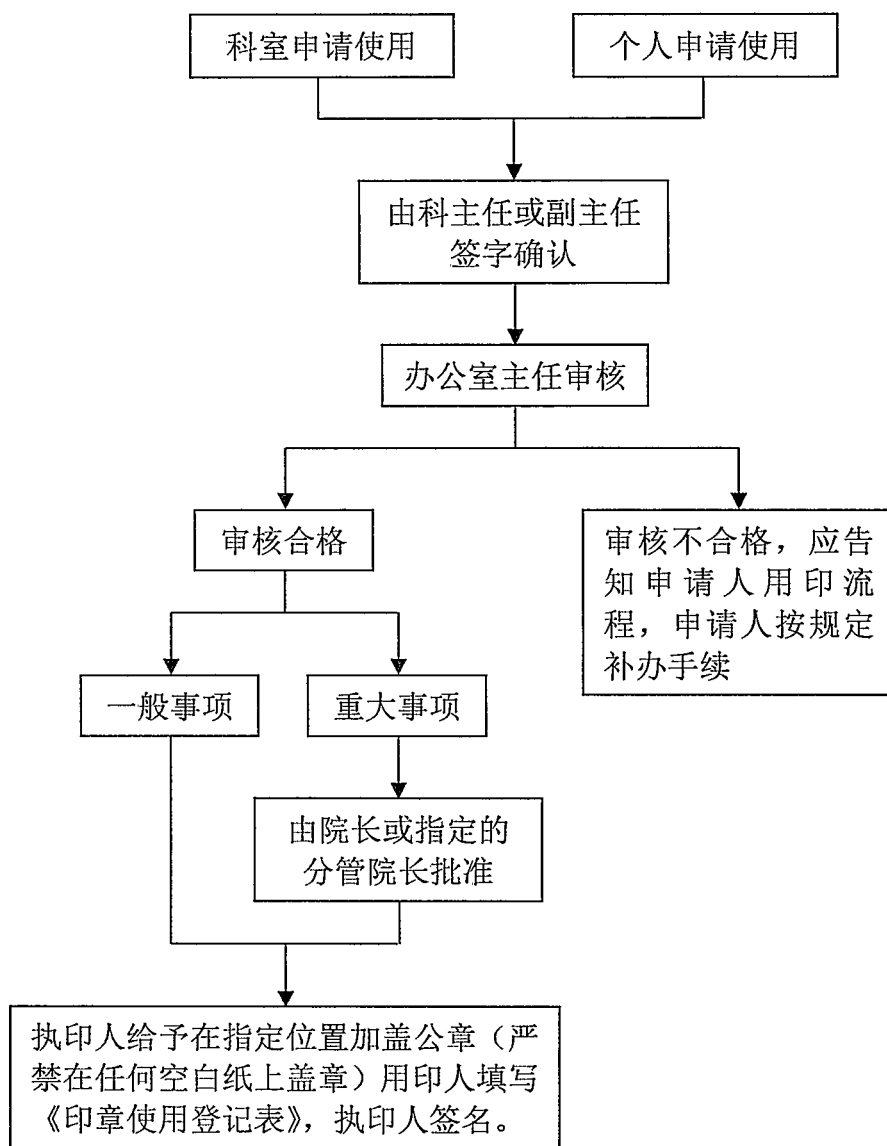 科室申请使用
个人申请使用
由科主任或副主任
签字确认
办公室主任审核
审核合格
审核不合格，应告
知申请人用印流
程，申请人按规定
补办手续
一般事项
重大事项
由院长或指定的
分管院长批准
执印人给予在指定位置加盖公章（严
禁在任何空白纸上盖章）用印人填写
《印章使用登记表》，执印人签名。